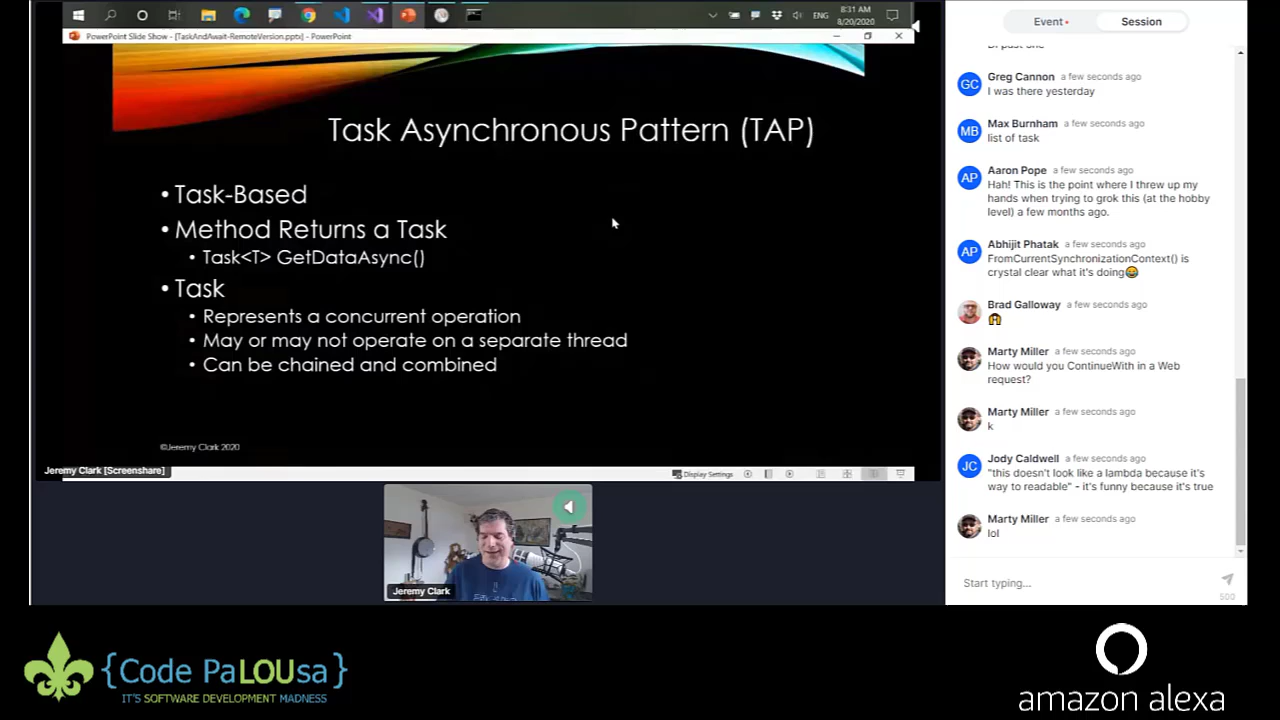 8:31 AM
ENG
8/20/2020
PowerPoint Slide Show - [TaskAndAwait-RemoteVersion.pptx] - PowerPoint
Task Asynchronous Pattern (TAP)
• Task-Based
• Method Returns a Task
• Task<T> GetDataAsync()
• Task
• Represents a concurrent operation
• May or may not operate on a separate thread
• Can be chained and combined
©Jeremy Clark 2020
Jeremy Clark [Screenshare]
Display Settings
Jeremy Clark
Event
Session
GC
Greg Cannon a few seconds ago
I was there yesterday
MB
Max Burnham a few seconds ago
list of task
AP
Aaron Pope a few seconds ago
Hah! This is the point where I threw up my
hands when trying to grok this (at the hobby
level) a few months ago.
AP
Abhijit Phatak a few seconds ago
FromCurrentSynchronizationContext() is
crystal clear what it's doing😂
Brad Galloway a few seconds ago
Marty Miller a few seconds ago
How would you ContinueWith in a Web
request?
Marty Miller a few seconds ago
k
JC
Jody Caldwell a few seconds ago
"this doesn't look like a lambda because it's
way to readable" - it's funny because it's true
Marty Miller a few seconds ago
lol
Start typing...
500
{Code PaLOUsa}
IT'S SOFTWARE DEVELOPMENT MADNESS
amazon alexa